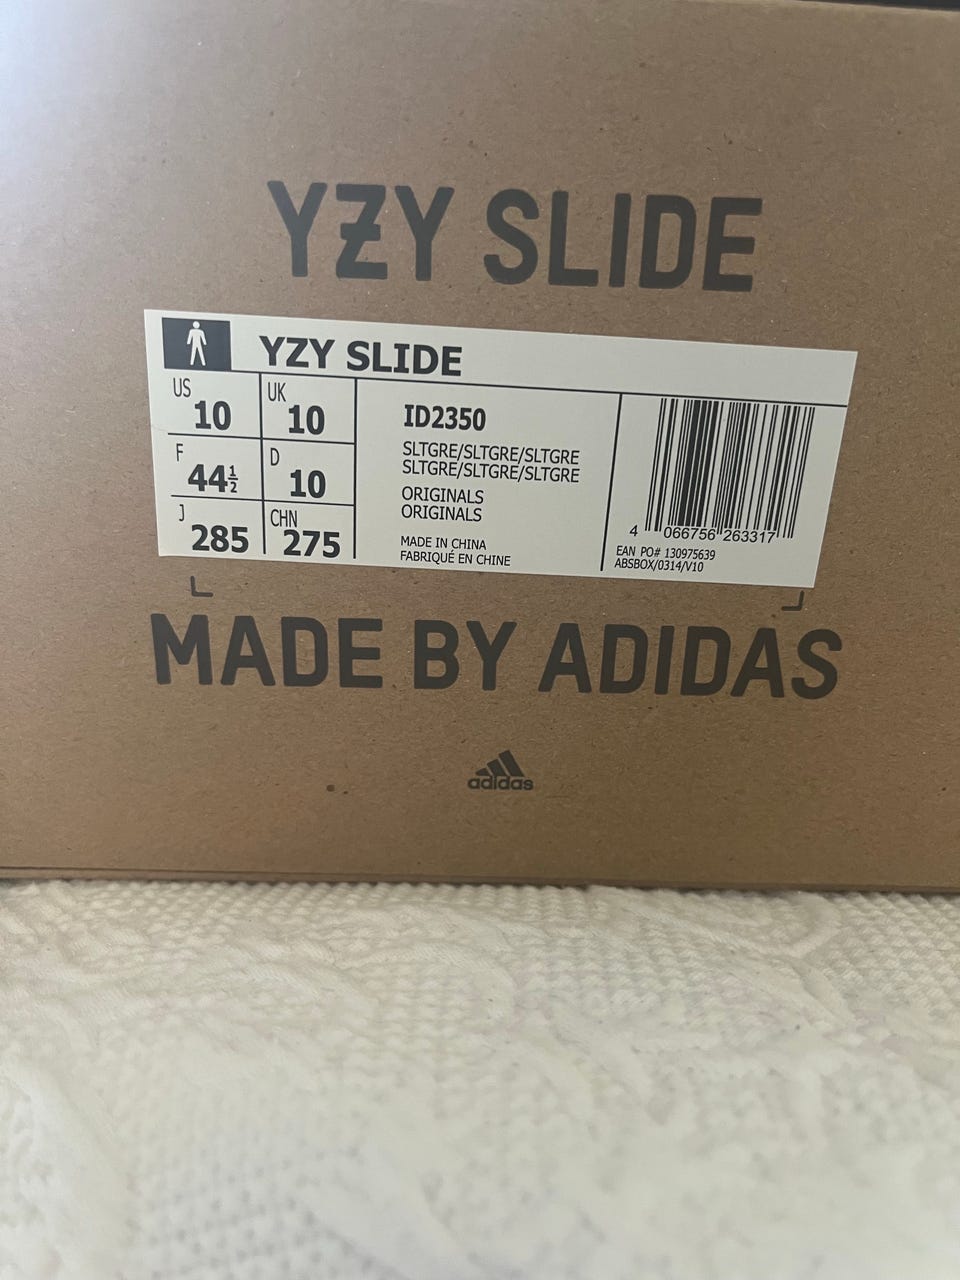 YZY SLIDE
YZY SLIDE
US 10 UK 10
F 44½ D 10
J 285 CHN 275
ID2350
SLTGRE/SLTGRE/SLTGRE
SLTGRE/SLTGRE/SLTGRE
ORIGINALS
ORIGINALS
MADE IN CHINA
FABRIQUÉ EN CHINE
4 066756 263317
EAN PO# 130975639
ABSBOX/0314/V10
MADE BY ADIDAS
adidas